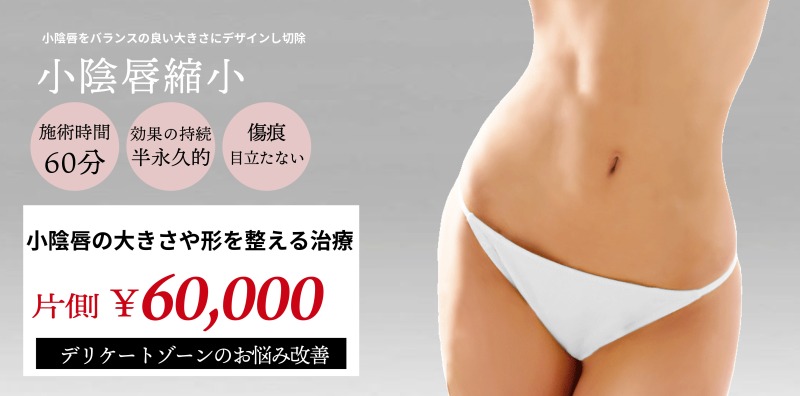 小陰唇をバランスの良い大きさにデザインし切除
小陰唇縮小
施術時間
60分
効果の持続
半永久的
傷痕
目立たない
小陰唇の大きさや形を整える治療
片側 ¥60,000
デリケートゾーンのお悩み改善